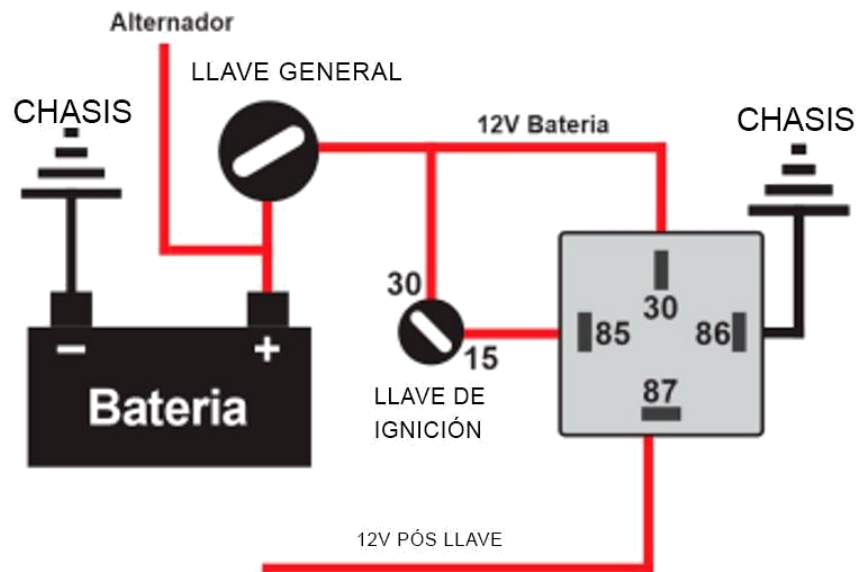 Alternador
LLAVE GENERAL
CHASIS
12V Bateria
CHASIS
30
30
85
86
15
87
LLAVE DE
IGNICIÓN
− +
Bateria
12V PÓS LLAVE